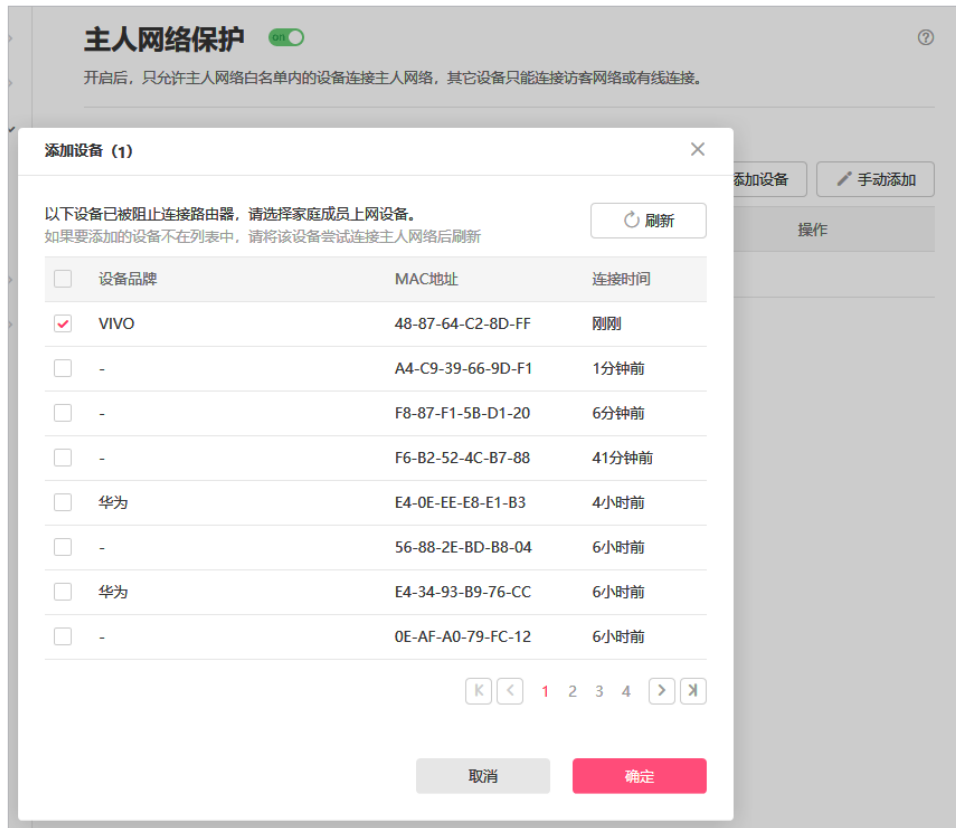 主人网络保护 on
开启后，只允许主人网络白名单内的设备连接主人网络，其它设备只能连接访客网络或有线连接。
添加设备（1）
添加设备 手动添加
以下设备已被阻止连接路由器，请选择家庭成员上网设备。
如果要添加的设备不在列表中，请将该设备尝试连接主人网络后刷新
刷新
操作
设备品牌 MAC地址 连接时间
VIVO 48-87-64-C2-8D-FF 刚刚
- A4-C9-39-66-9D-F1 1分钟前
- F8-87-F1-5B-D1-20 6分钟前
- F6-B2-52-4C-B7-88 41分钟前
华为 E4-0E-EE-E8-E1-B3 4小时前
- 56-88-2E-BD-B8-04 6小时前
华为 E4-34-93-B9-76-CC 6小时前
- 0E-AF-A0-79-FC-12 6小时前
1 2 3 4
取消 确定